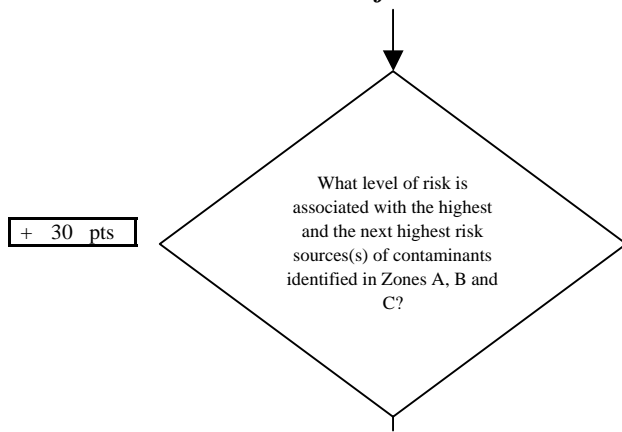 What level of risk is
associated with the highest
and the next highest risk
sources(s) of contaminants
identified in Zones A, B and
C?
+ 30 pts